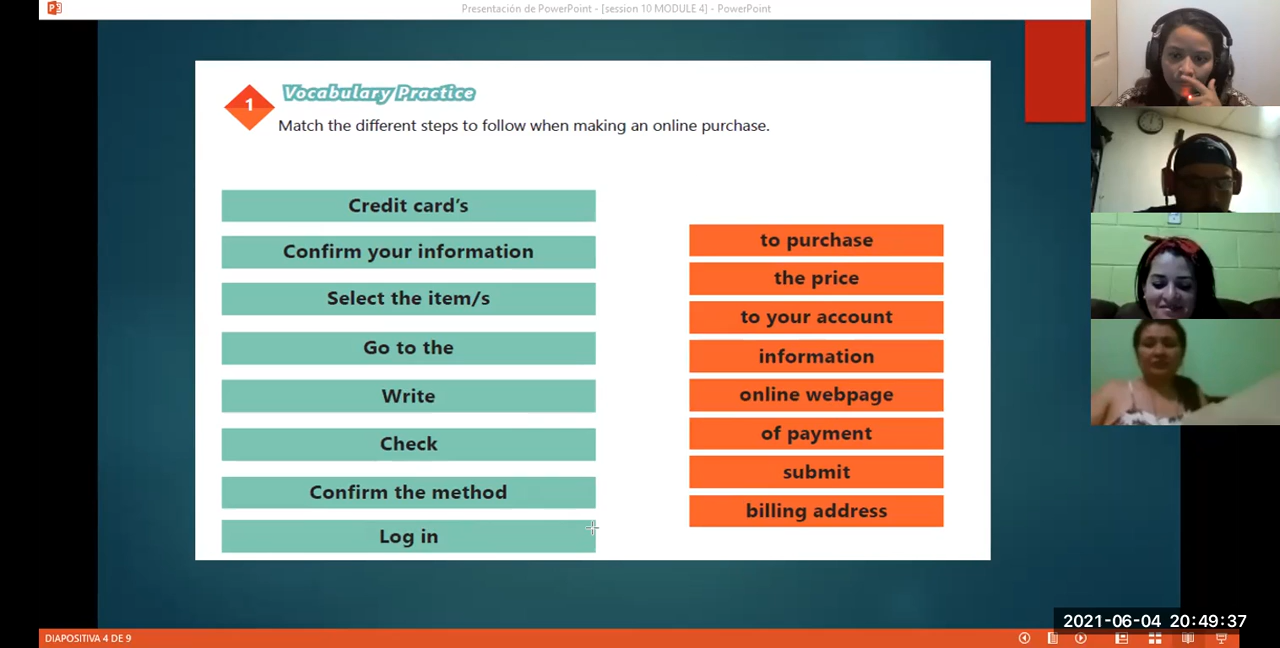 Presentación de PowerPoint - [session 10 MODULE 4] - PowerPoint
1
Vocabulary Practice
Match the different steps to follow when making an online purchase.
Credit card's
Confirm your information
Select the item/s
Go to the
Write
Check
Confirm the method
Log in
to purchase
the price
to your account
information
online webpage
of payment
submit
billing address
2021-06-04 20:49:37
DIAPOSITIVA 4 DE 9